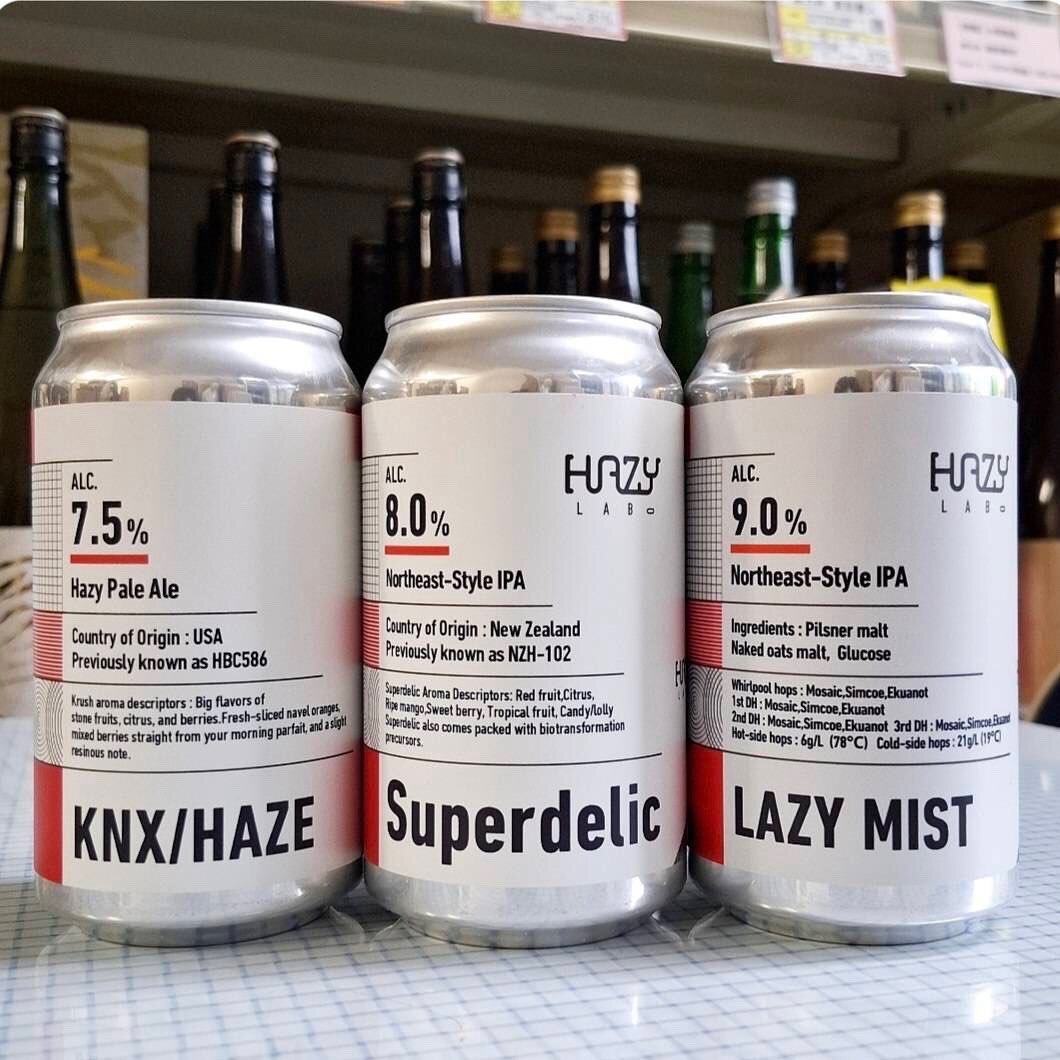 ALC.
7.5%
Hazy Pale Ale
Country of Origin : USA
Previously known as HBC586
Krush aroma descriptors : Big flavors of
stone fruits, citrus, and berries.Fresh-sliced navel oranges,
mixed berries straight from your morning parfait, and a slight
resinous note.
KNX/HAZE
HAZY
LABo
ALC.
8.0%
Northeast-Style IPA
Country of Origin : New Zealand
Previously known as NZH-102
Superdelic Aroma Descriptors: Red fruit,Citrus,
Ripe mango,Sweet berry, Tropical fruit, Candy/lolly
Superdelic also comes packed with biotransformation
precursors.
Superdelic
HAZY
LABo
ALC.
9.0%
Northeast-Style IPA
Ingredients : Pilsner malt
Naked oats malt, Glucose
Whirlpool hops : Mosaic,Simcoe,Ekuanot
1st DH : Mosaic,Simcoe,Ekuanot
2nd DH : Mosaic,Simcoe,Ekuanot 3rd DH : Mosaic,Simcoe,Ekuanot
Hot-side hops : 6g/L (78°C) Cold-side hops : 21g/L (19°C)
LAZY MIST